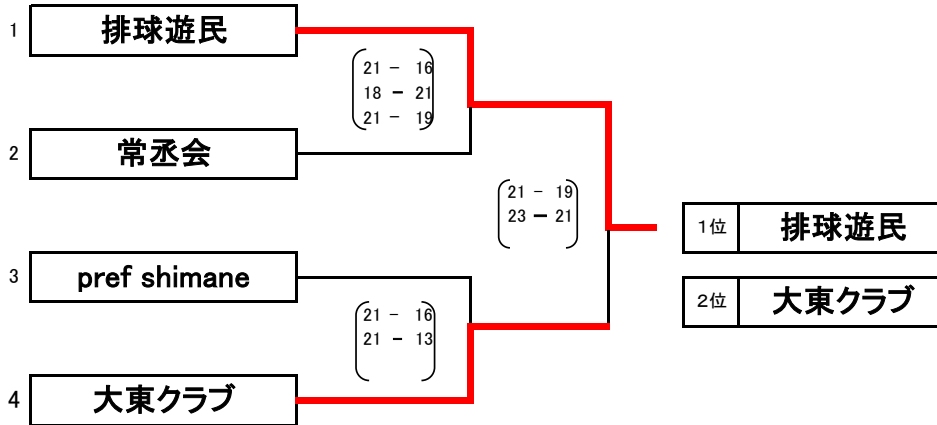 1 排球遊民
21 - 16
18 - 21
21 - 19
2 常丞会
21 - 19
23 - 21
1位 排球遊民
3 pref shimane
2位 大東クラブ
21 - 16
21 - 13
4 大東クラブ